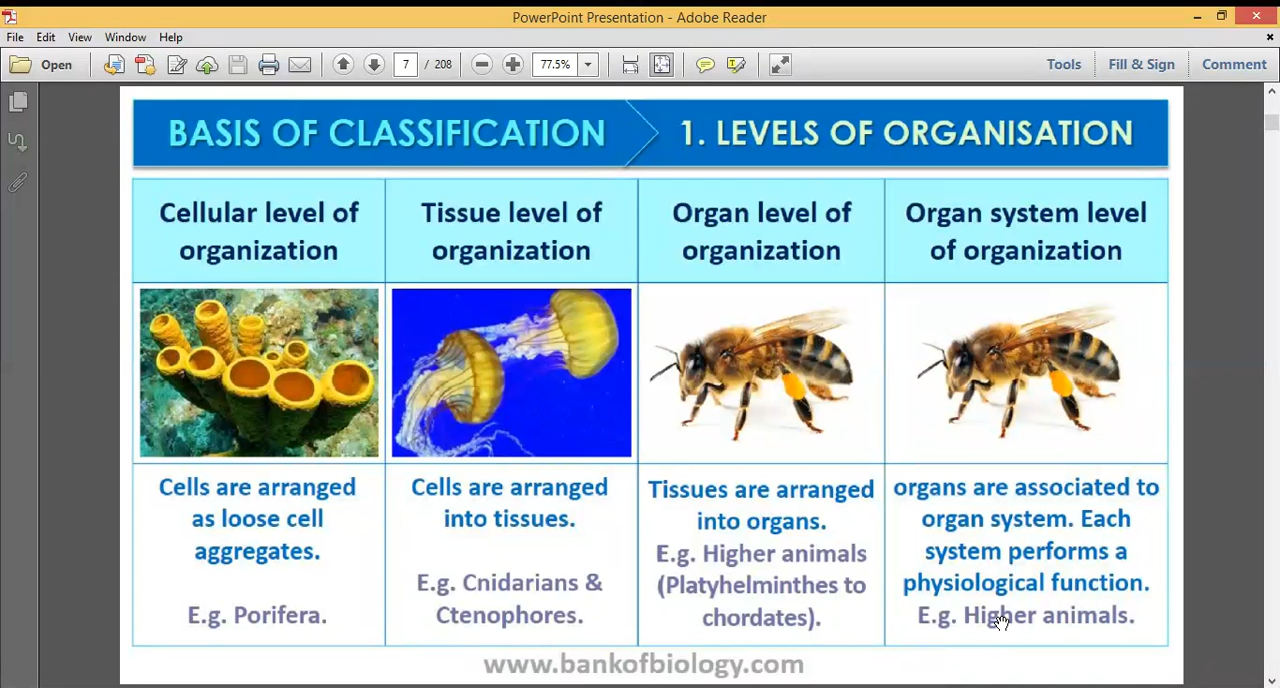 PowerPoint Presentation - Adobe Reader
File Edit View Window Help
Open 7 / 208 77.5% Tools Fill & Sign Comment
BASIS OF CLASSIFICATION 1. LEVELS OF ORGANISATION
Cellular level of
organization
Tissue level of
organization
Organ level of
organization
Organ system level
of organization
Cells are arranged
as loose cell
aggregates.
E.g. Porifera.
Cells are arranged
into tissues.
E.g. Cnidarians &
Ctenophores.
Tissues are arranged
into organs.
E.g. Higher animals
(Platyhelminthes to
chordates).
organs are associated to
organ system. Each
system performs a
physiological function.
E.g. Higher animals.
www.bankofbiology.com